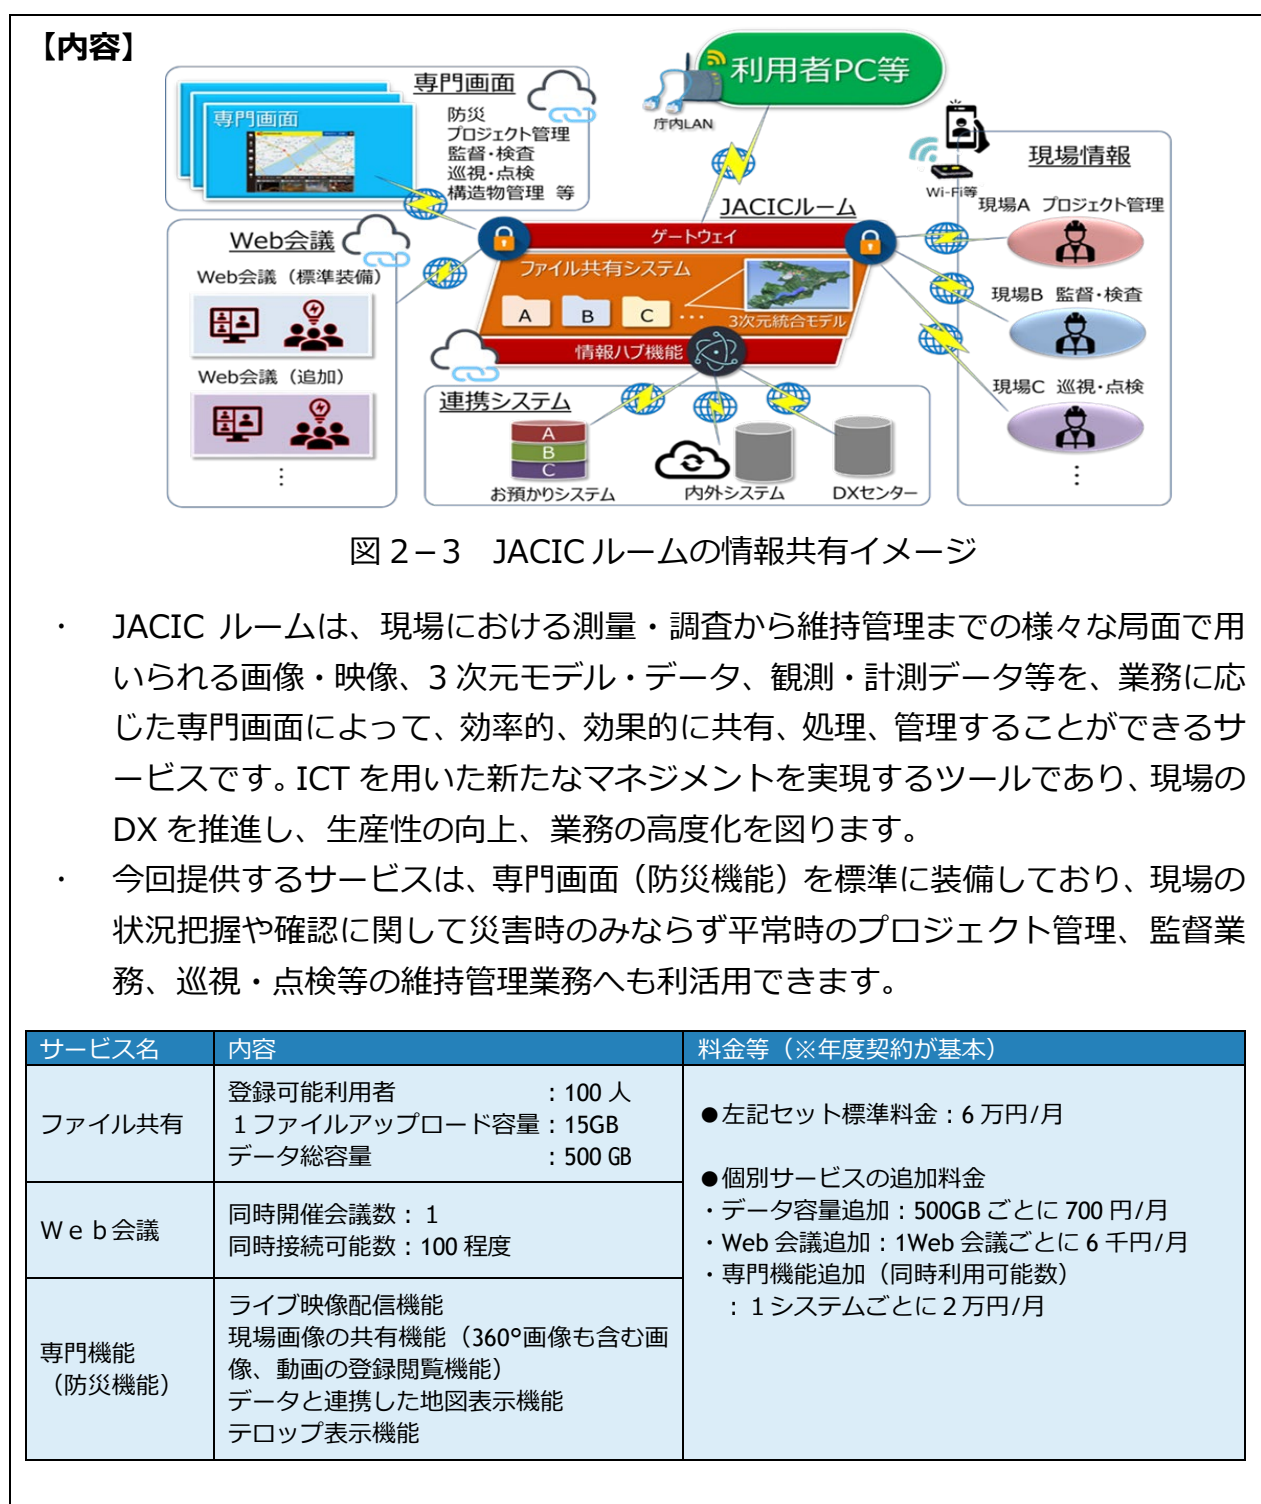 【内容】
利用者PC等
庁内LAN
専門画面
専門画面
防災
プロジェクト管理
監督・検査
巡視・点検
構造物管理 等
Wi-Fi等
現場情報
現場A プロジェクト管理
現場B 監督・検査
現場C 巡視・点検
⋮
Web会議
Web会議（標準装備）
Web会議（追加）
⋮
JACICルーム
ゲートウェイ
ファイル共有システム
A B C …
3次元統合モデル
情報ハブ機能
連携システム
A
B
C
お預かりシステム
内外システム
DXセンター
図２−３ JACIC ルームの情報共有イメージ
・ JACIC ルームは、現場における測量・調査から維持管理までの様々な局面で用
いられる画像・映像、3 次元モデル・データ、観測・計測データ等を、業務に応
じた専門画面によって、効率的、効果的に共有、処理、管理することができるサ
ービスです。ICT を用いた新たなマネジメントを実現するツールであり、現場の
DX を推進し、生産性の向上、業務の高度化を図ります。
・ 今回提供するサービスは、専門画面（防災機能）を標準に装備しており、現場の
状況把握や確認に関して災害時のみならず平常時のプロジェクト管理、監督業
務、巡視・点検等の維持管理業務へも利活用できます。
サービス名 内容 料金等（※年度契約が基本）
ファイル共有
登録可能利用者 ：100 人
１ファイルアップロード容量：15GB
データ総容量 ：500 GB
Ｗｅｂ会議
同時開催会議数：１
同時接続可能数：100 程度
専門機能
（防災機能）
ライブ映像配信機能
現場画像の共有機能（360°画像も含む画
像、動画の登録閲覧機能）
データと連携した地図表示機能
テロップ表示機能
●左記セット標準料金：6 万円/月
●個別サービスの追加料金
・データ容量追加：500GB ごとに 700 円/月
・Web 会議追加：1Web 会議ごとに 6 千円/月
・専門機能追加（同時利用可能数）
：１システムごとに２万円/月